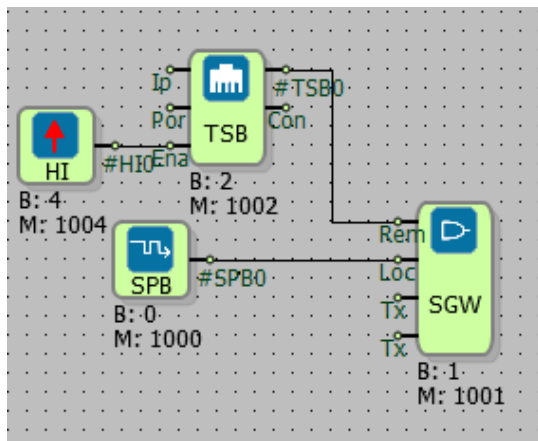 Ip
#TSB0
Por
Con
TSB
Ena
#HI0
HI
B: 4
M: 1004
B: 2
M: 1002
Rem
Loc
#SPB0
SPB
Tx
SGW
Tx
B: 0
M: 1000
B: 1
M: 1001